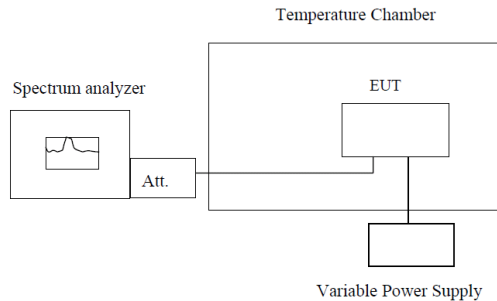 Temperature Chamber
Spectrum analyzer
EUT
Att.
Variable Power Supply